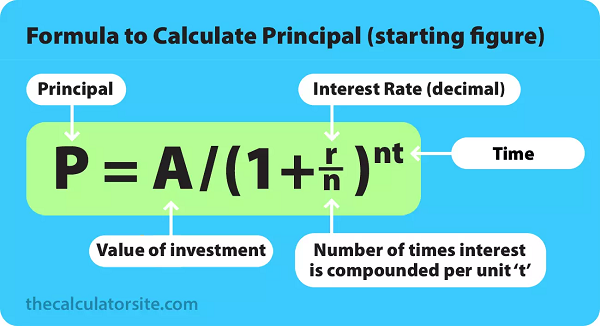 Formula to Calculate Principal (starting figure)
Principal
Interest Rate (decimal)
P = A/(1+r/n)^nt
Time
Value of investment
Number of times interest
is compounded per unit ‘t’
thecalculatorsite.com